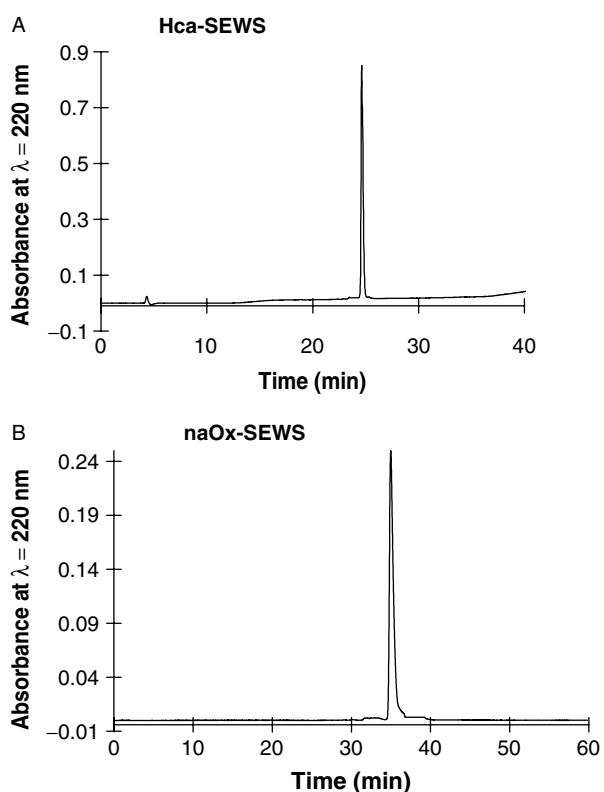 A
Hca-SEWS
Absorbance at λ = 220 nm
0.9
0.7
0.5
0.3
0.1
−0.1
0 10 20 30 40
Time (min)
B
naOx-SEWS
Absorbance at λ = 220 nm
0.24
0.19
0.14
0.09
0.04
−0.01
0 10 20 30 40 50 60
Time (min)